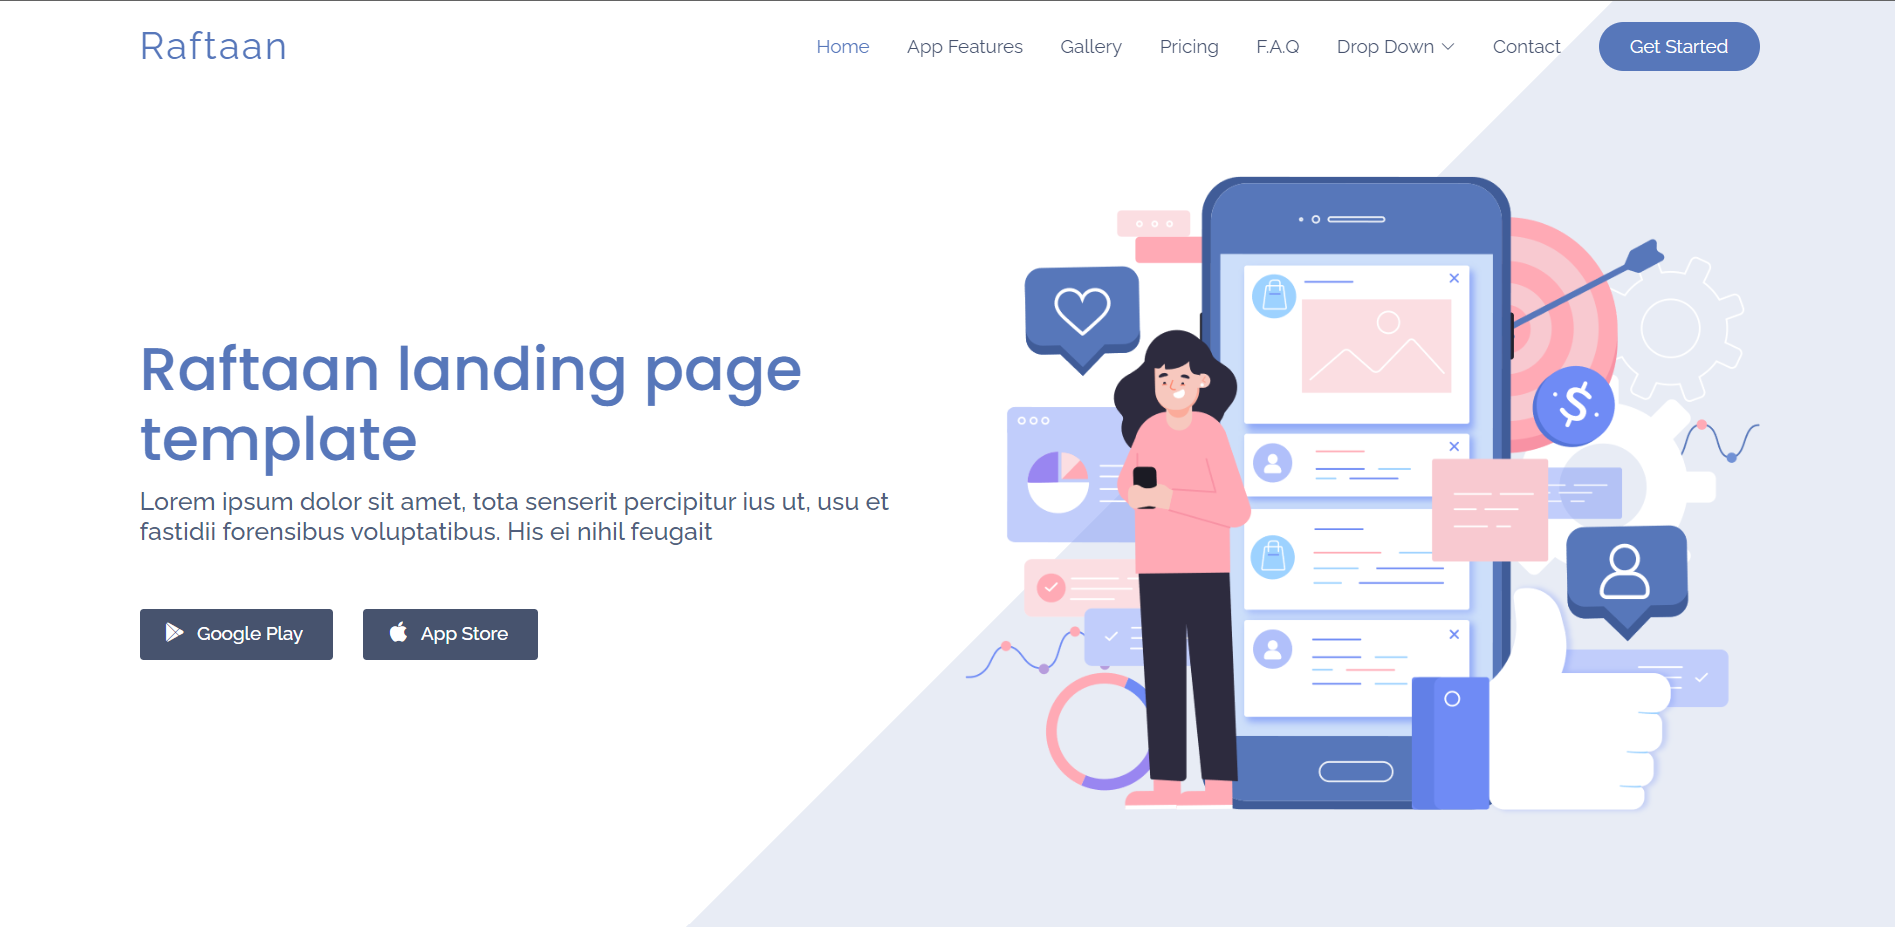 Raftaan
Home App Features Gallery Pricing F.A.Q Drop Down Contact Get Started
Raftaan landing page
template
Lorem ipsum dolor sit amet, tota senserit percipitur ius ut, usu et
fastidii forensibus voluptatibus. His ei nihil feugait
Google Play App Store
$